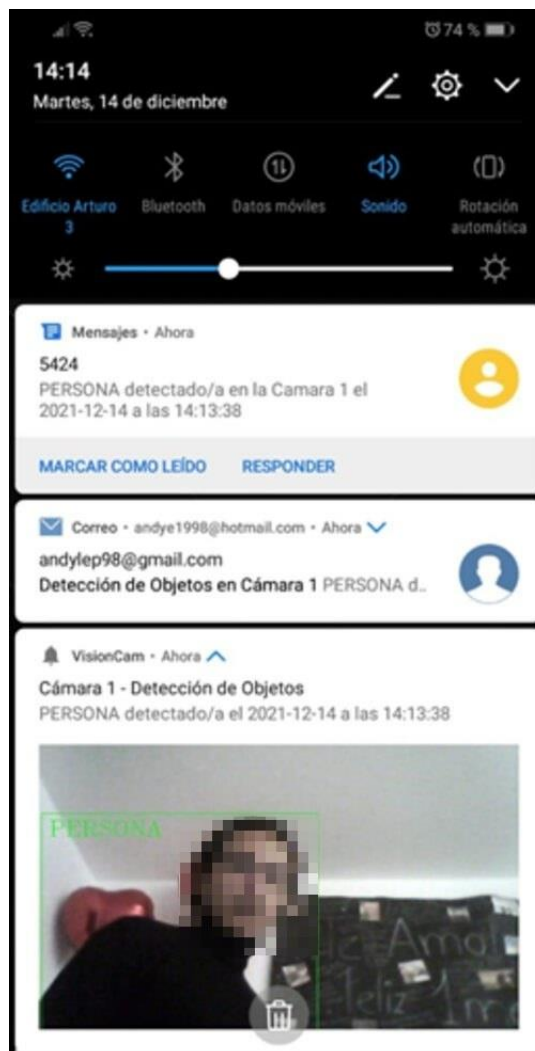 74 %
14:14
Martes, 14 de diciembre
Edificio Arturo
3
Bluetooth
Datos móviles
Sonido
Rotación
automática
Mensajes • Ahora
5424
PERSONA detectado/a en la Camara 1 el
2021-12-14 a las 14:13:38
MARCAR COMO LEÍDO RESPONDER
Correo • andye1998@hotmail.com • Ahora
andylep98@gmail.com
Detección de Objetos en Cámara 1 PERSONA d..
VisionCam • Ahora
Cámara 1 - Detección de Objetos
PERSONA detectado/a el 2021-12-14 a las 14:13:38
PERSONA
Amor
feliz